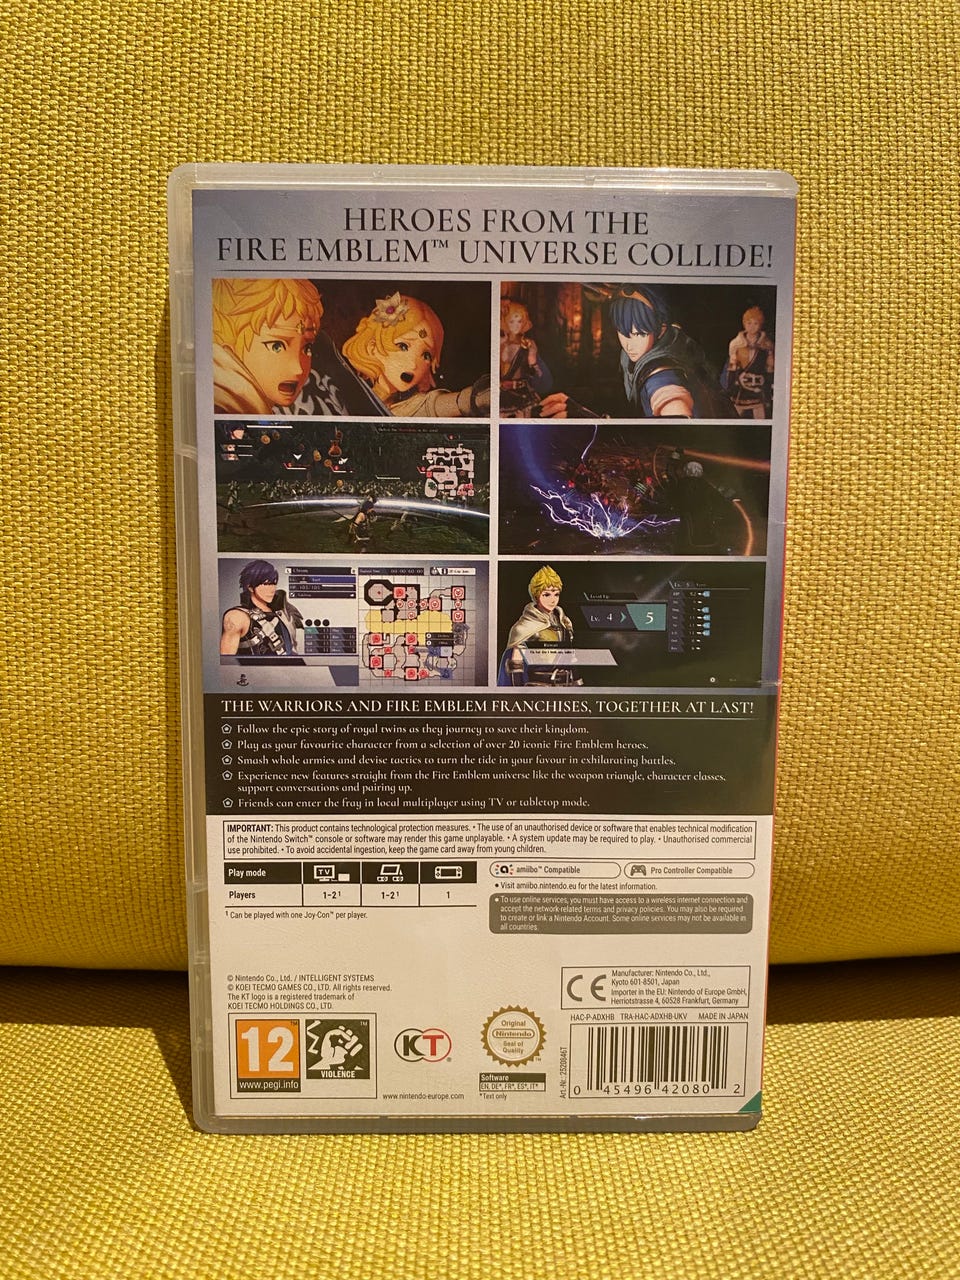 HEROES FROM THE
FIRE EMBLEM™ UNIVERSE COLLIDE!
Level Up
Lv. 4 5
THE WARRIORS AND FIRE EMBLEM FRANCHISES, TOGETHER AT LAST!
Follow the epic story of royal twins as they journey to save their kingdom.
Play as your favourite character from a selection of over 20 iconic Fire Emblem heroes.
Smash whole armies and devise tactics to turn the tide in your favour in exhilarating battles.
Experience new features straight from the Fire Emblem universe like the weapon triangle, character classes,
support conversations and pairing up.
Friends can enter the fray in local multiplayer using TV or tabletop mode.
IMPORTANT: This product contains technological protection measures. • The use of an unauthorised device or software that enables technical modification
of the Nintendo Switch™ console or software may render this game unplayable. • A system update may be required to play. • Unauthorised commercial
use prohibited. • To avoid accidental ingestion, keep the game card away from young children.
Play mode TV
Players 1-2¹ 1-2¹ 1
¹ Can be played with one Joy-Con™ per player.
amiibo™ Compatible
Pro Controller Compatible
• Visit amiibo.nintendo.eu for the latest information.
• To use online services, you must have access to a wireless internet connection and
accept the network-related terms and privacy policies. You may also be required
to create or link a Nintendo Account. Some online services may not be available in
all countries.
© Nintendo Co., Ltd. / INTELLIGENT SYSTEMS
© KOEI TECMO GAMES CO., LTD. All rights reserved.
The KT logo is a registered trademark of
KOEI TECMO HOLDINGS CO., LTD.
CE
Manufacturer: Nintendo Co., Ltd.,
Kyoto 601-8501, Japan
Importer in the EU: Nintendo of Europe GmbH,
Herriotstrasse 4, 60528 Frankfurt, Germany
HAC-P-ADXHB TRA-HAC-ADXHB-UKV MADE IN JAPAN
12™
www.pegi.info
VIOLENCE
™
KT®
www.nintendo-europe.com
Original
Nintendo
Seal of
Quality
™
Software
EN, DE*, FR*, ES*, IT*
*Text only
Art.-Nr. 2520846T
0 45496 42080 2